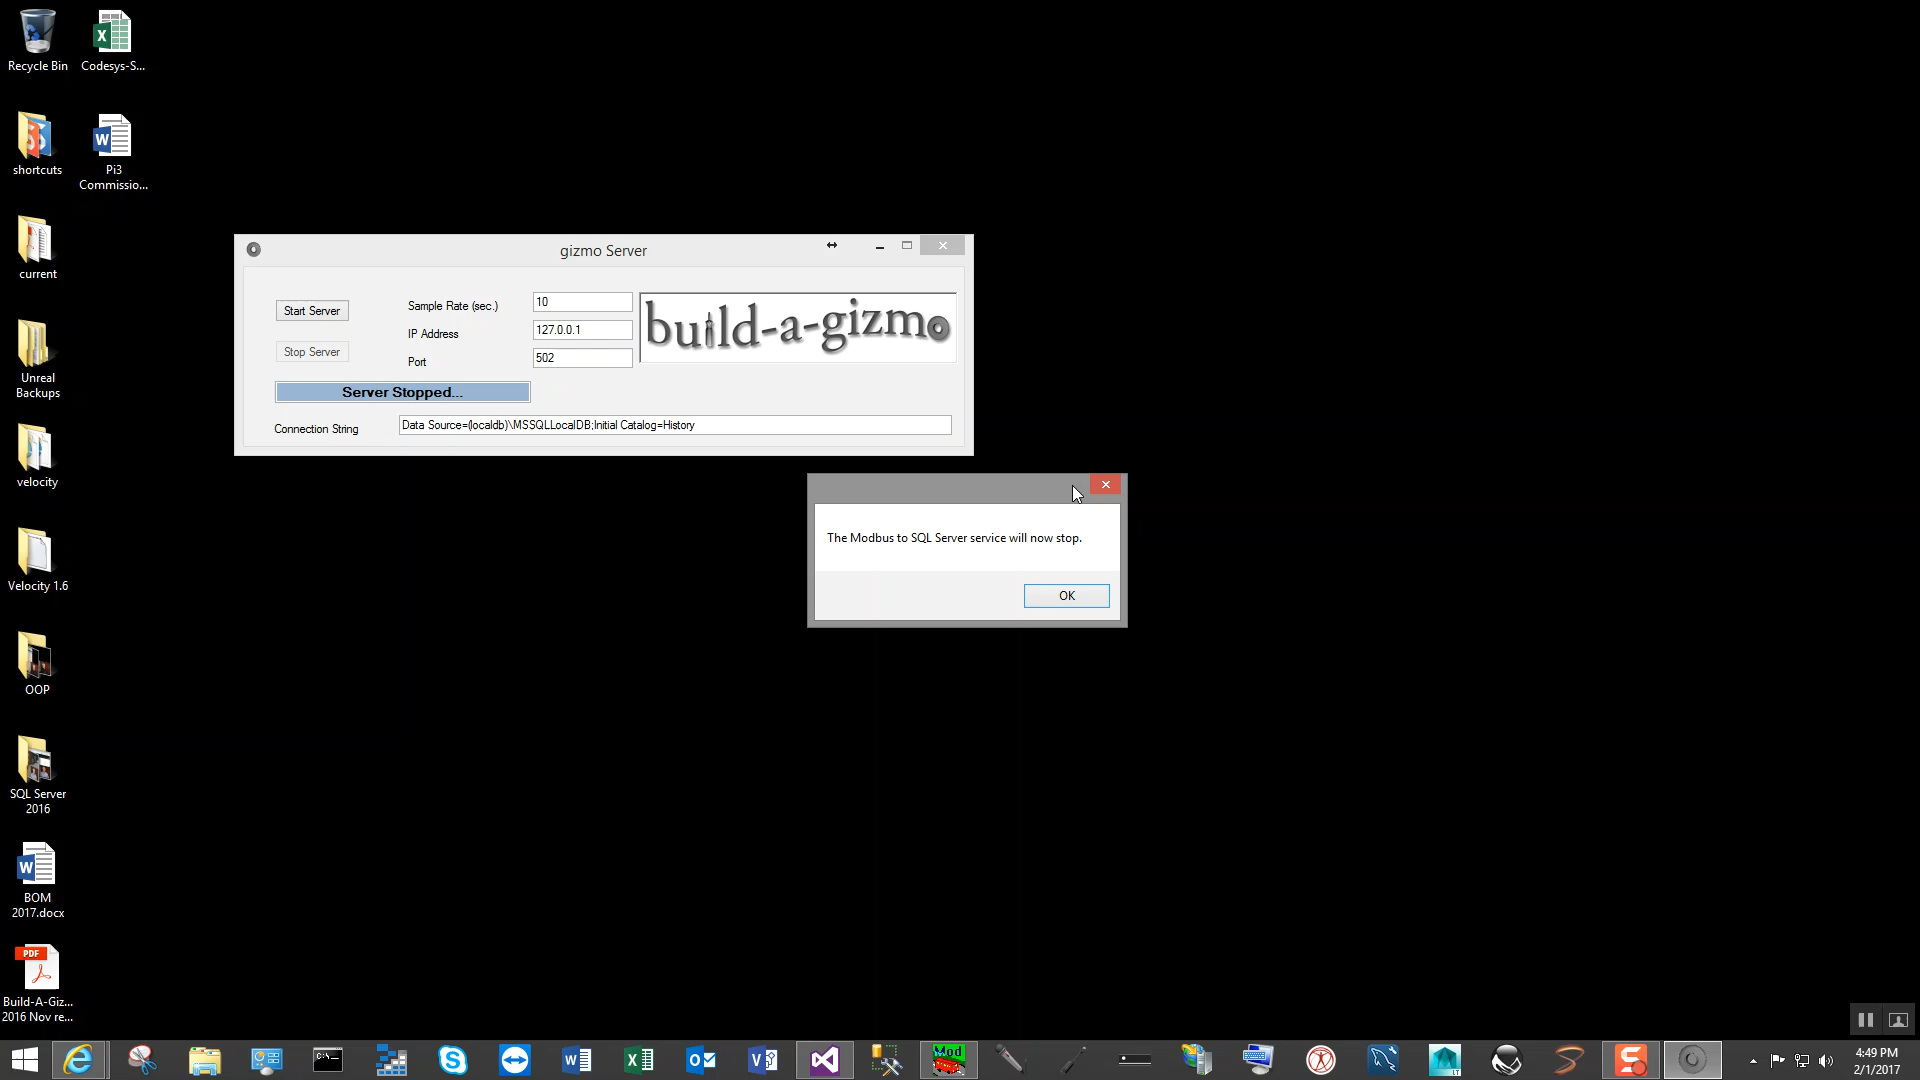 Recycle Bin
Codesys-S...
shortcuts
Pi3
Commissio...
current
Unreal
Backups
velocity
Velocity 1.6
OOP
SQL Server
2016
BOM
2017.docx
PDF
Build-A-Giz...
2016 Nov re...
gizmo Server
Start Server
Sample Rate (sec.)
10
IP Address
127.0.0.1
build-a-gizmo
Stop Server
Port
502
Server Stopped...
Connection String
Data Source=(localdb)\MSSQLLocalDB;Initial Catalog=History
The Modbus to SQL Server service will now stop.
OK
Mod
LT
4:49 PM
2/1/2017